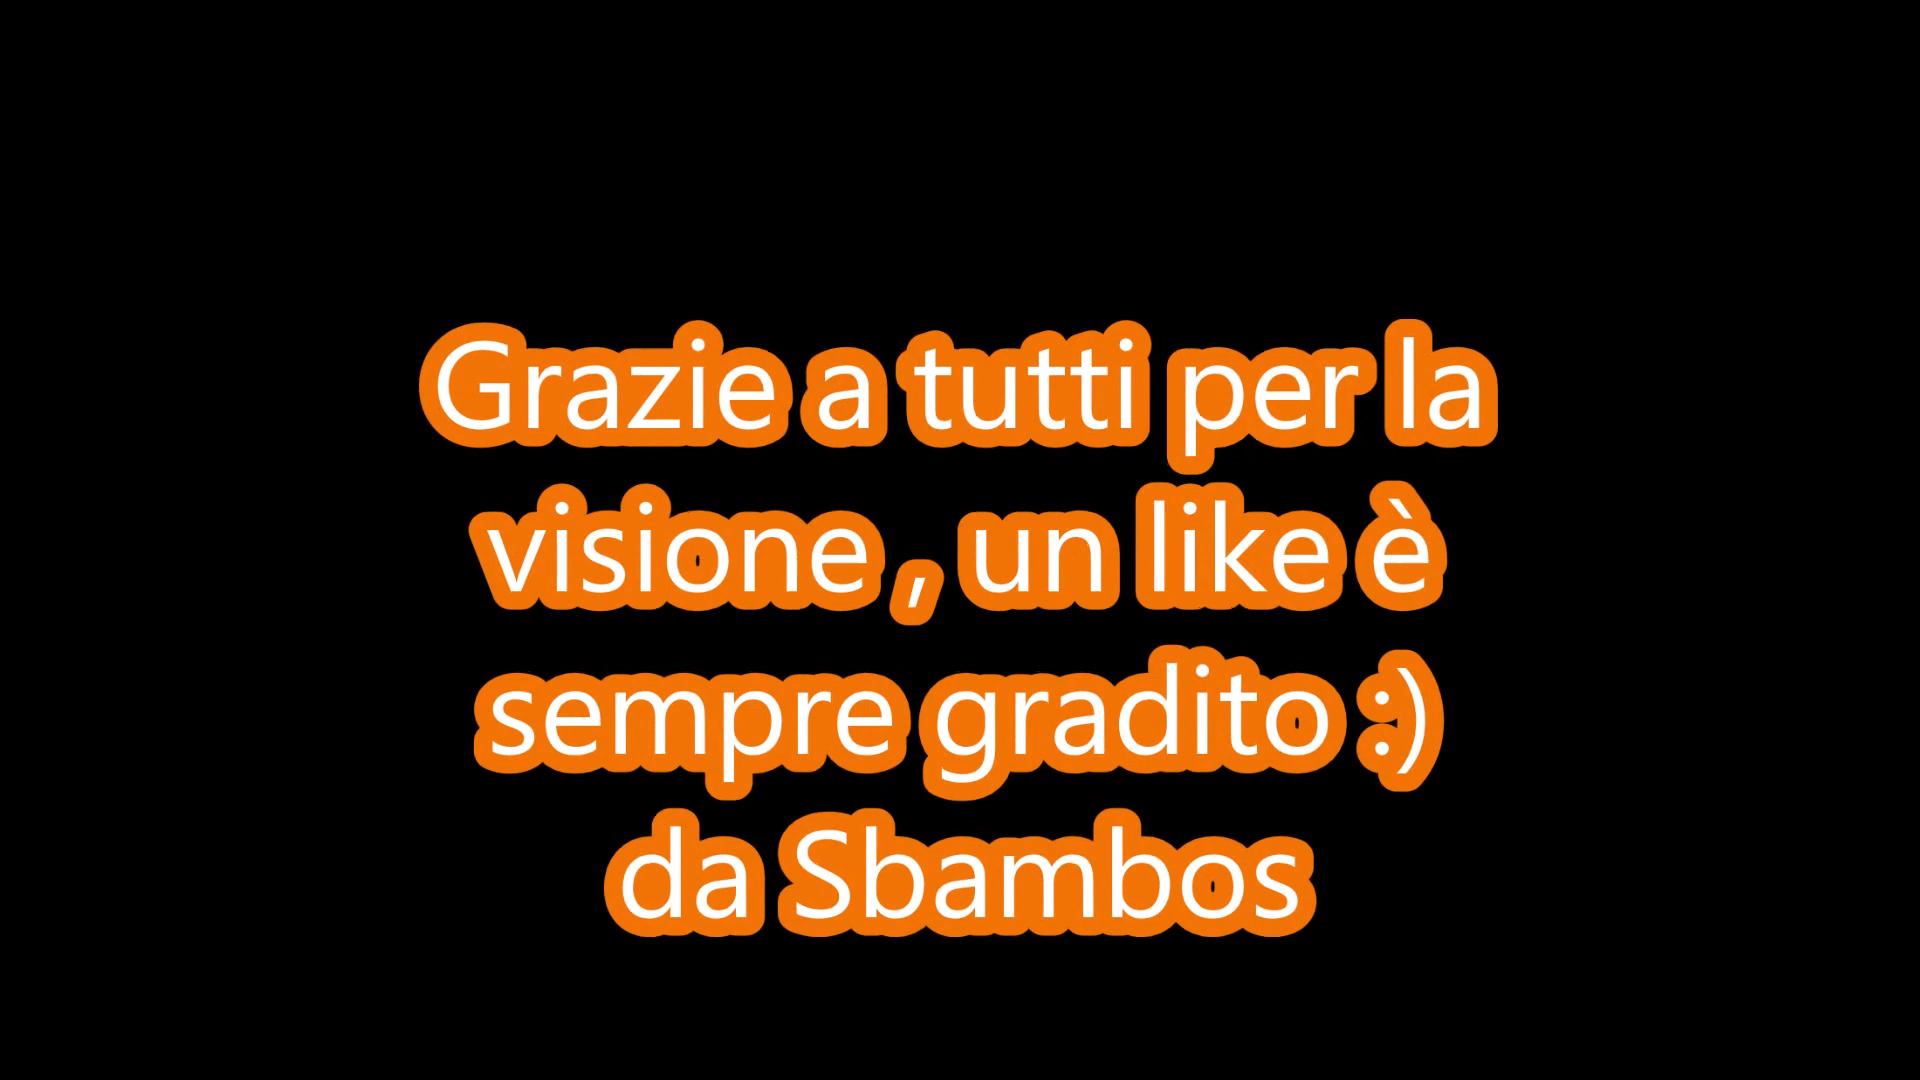 Grazie a tutti per la
visione , un like è
sempre gradito :)
da Sbambos